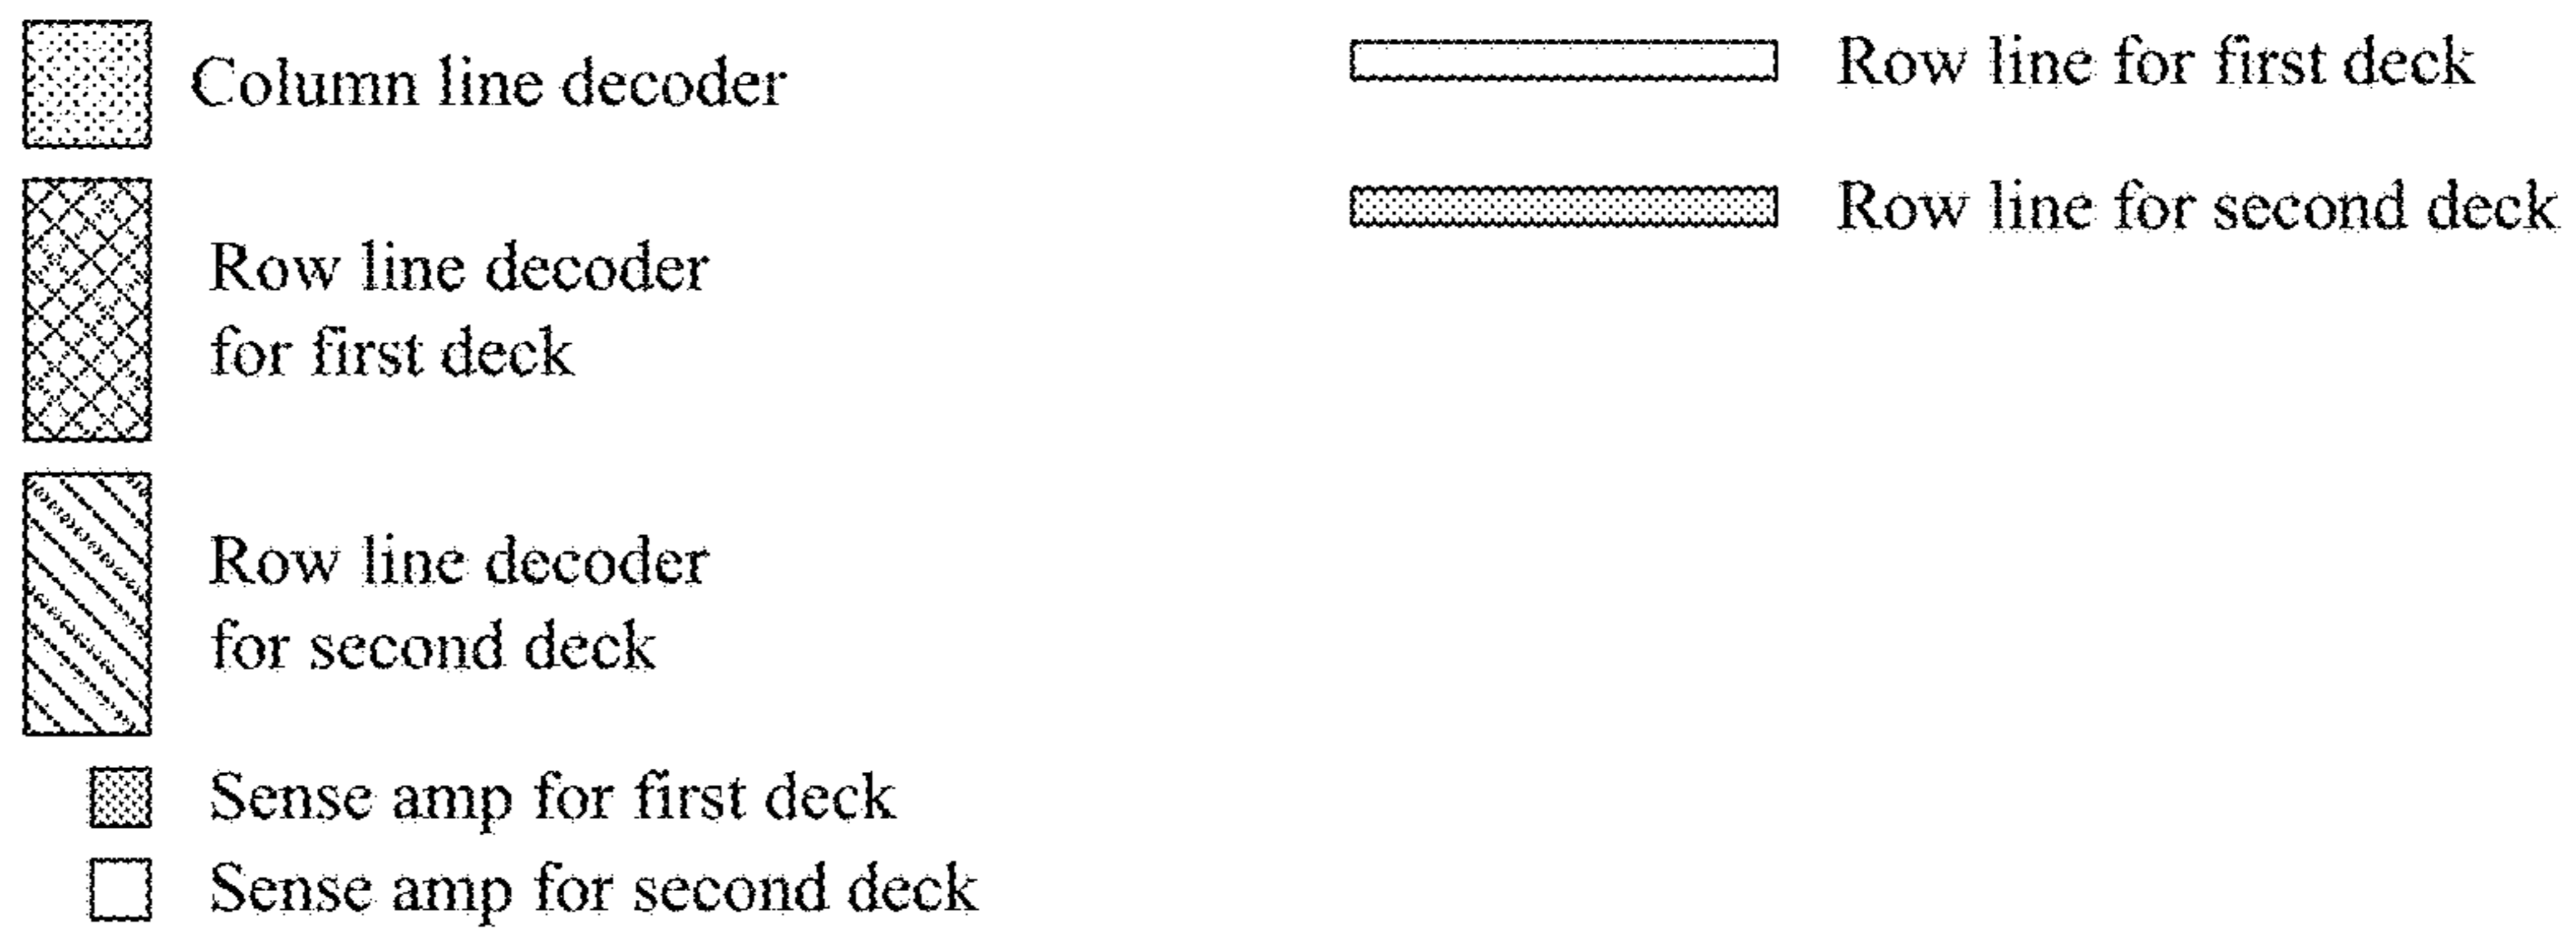 Column line decoder
Row line decoder
for first deck
Row line decoder
for second deck
Sense amp for first deck
Sense amp for second deck
Row line for first deck
Row line for second deck